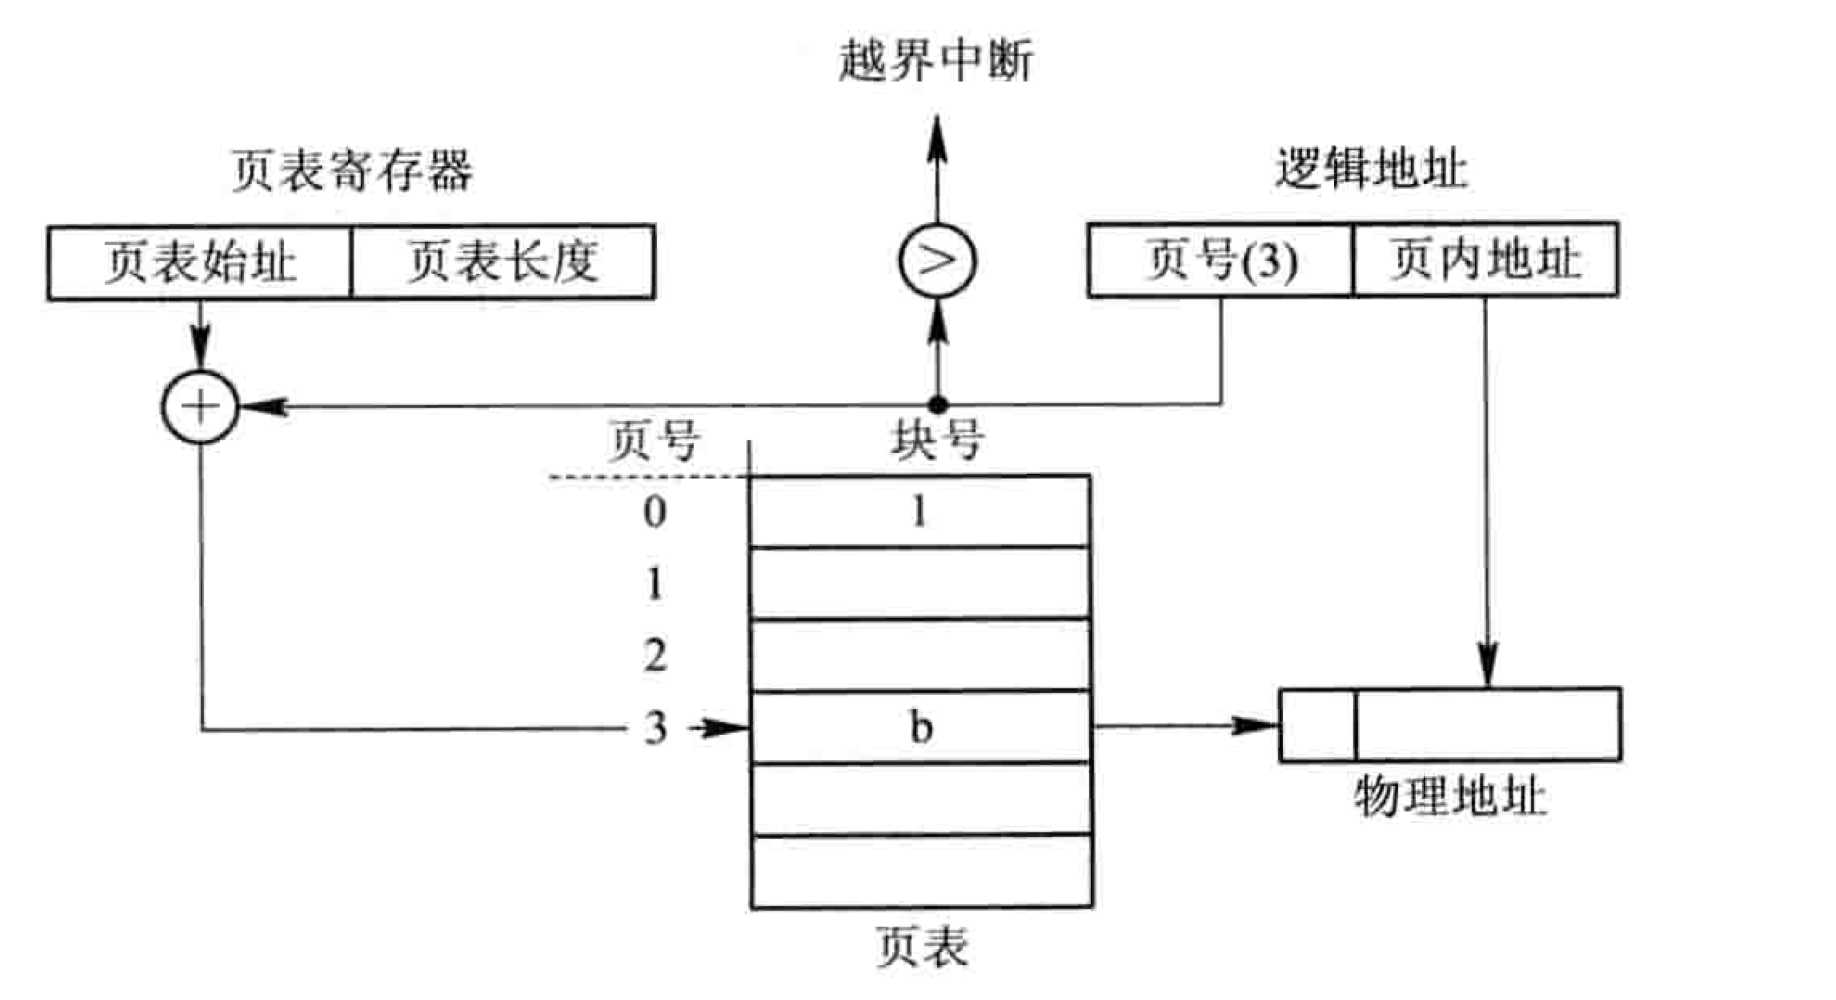 越界中断
页表寄存器
逻辑地址
页表始址 页表长度
>
页号(3) 页内地址
+
页号 块号
0 1
1
2
3 b
物理地址
页表